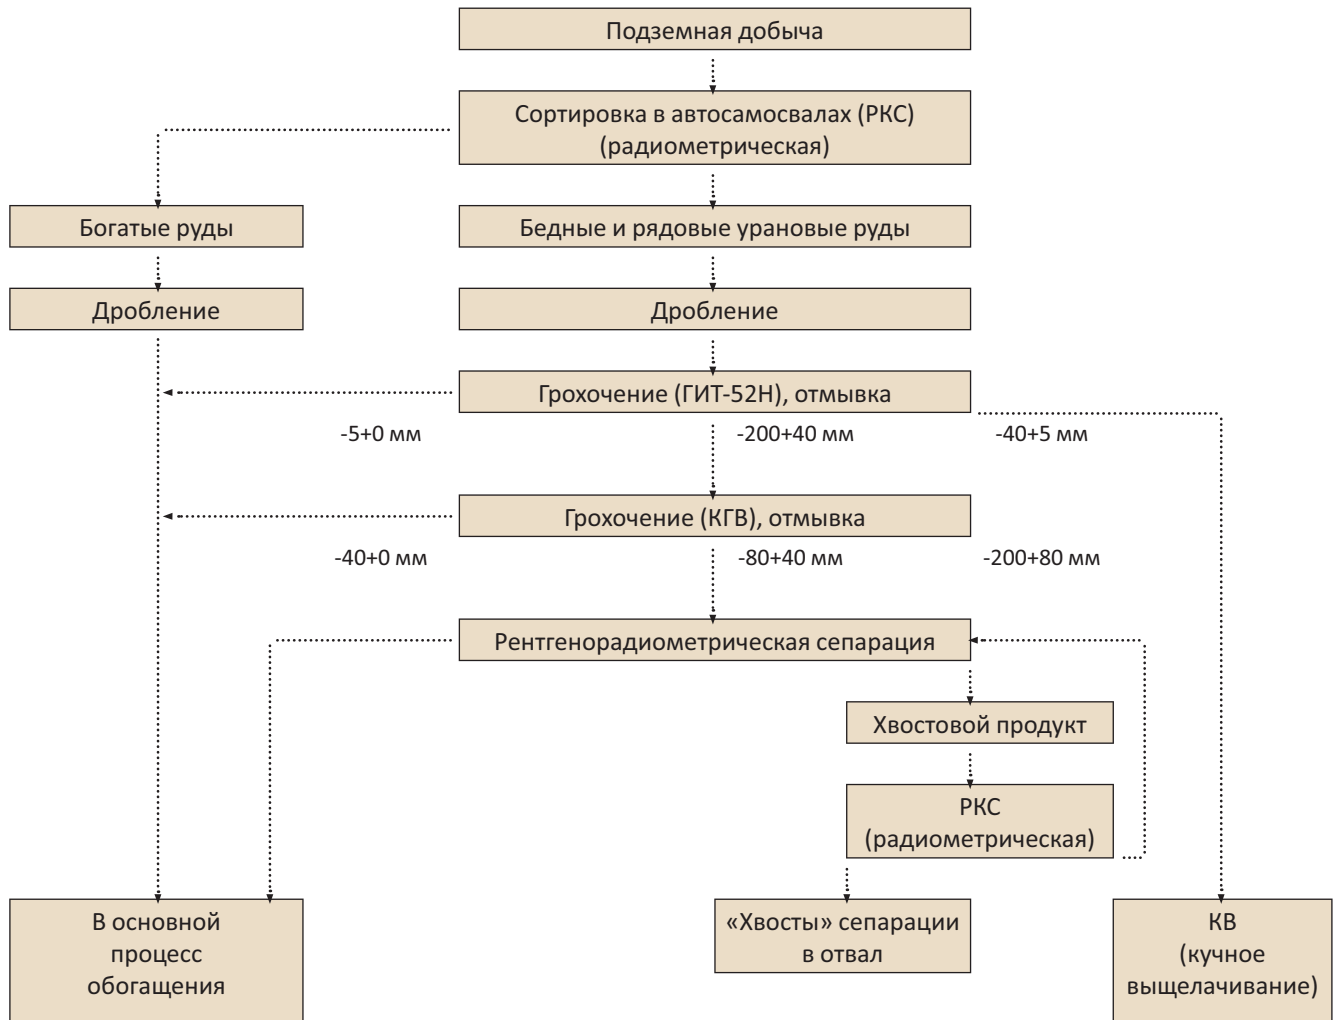 Подземная добыча
Сортировка в автосамосвалах (РКС)
(радиометрическая)
Богатые руды
Бедные и рядовые урановые руды
Дробление
Дробление
Грохочение (ГИТ-52Н), отмывка
-5+0 мм
-200+40 мм
-40+5 мм
Грохочение (КГВ), отмывка
-40+0 мм
-80+40 мм
-200+80 мм
Рентгенорадиометрическая сепарация
Хвостовой продукт
РКС
(радиометрическая)
В основной
процесс
обогащения
«Хвосты» сепарации
в отвал
КВ
(кучное
выщелачивание)